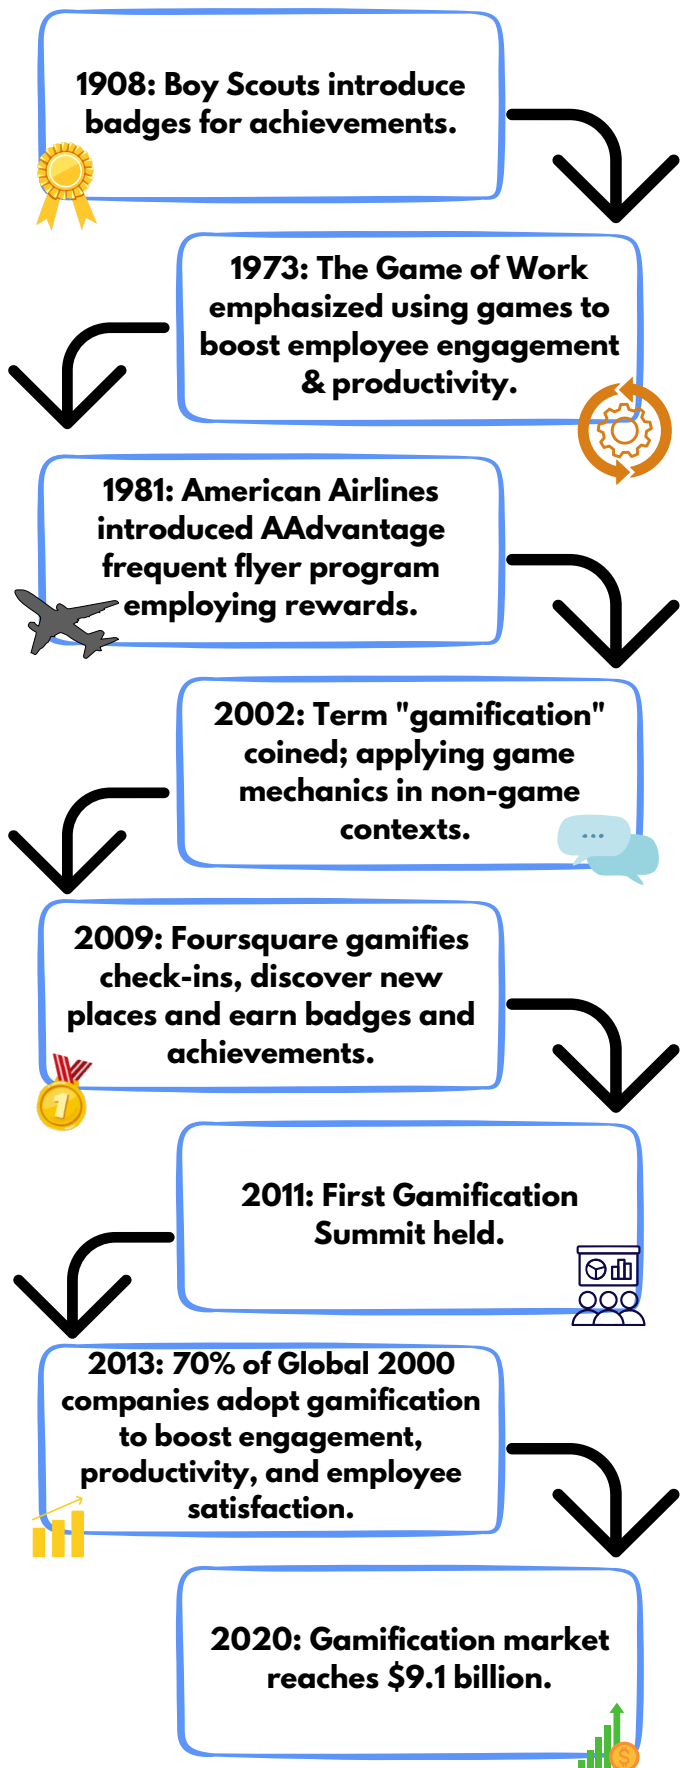 1908: Boy Scouts introduce
badges for achievements.
1973: The Game of Work
emphasized using games to
boost employee engagement
& productivity.
1981: American Airlines
introduced AAdvantage
frequent flyer program
employing rewards.
2002: Term "gamification"
coined; applying game
mechanics in non-game
contexts.
2009: Foursquare gamifies
check-ins, discover new
places and earn badges and
achievements.
1
2011: First Gamification
Summit held.
2013: 70% of Global 2000
companies adopt gamification
to boost engagement,
productivity, and employee
satisfaction.
2020: Gamification market
reaches $9.1 billion.
$